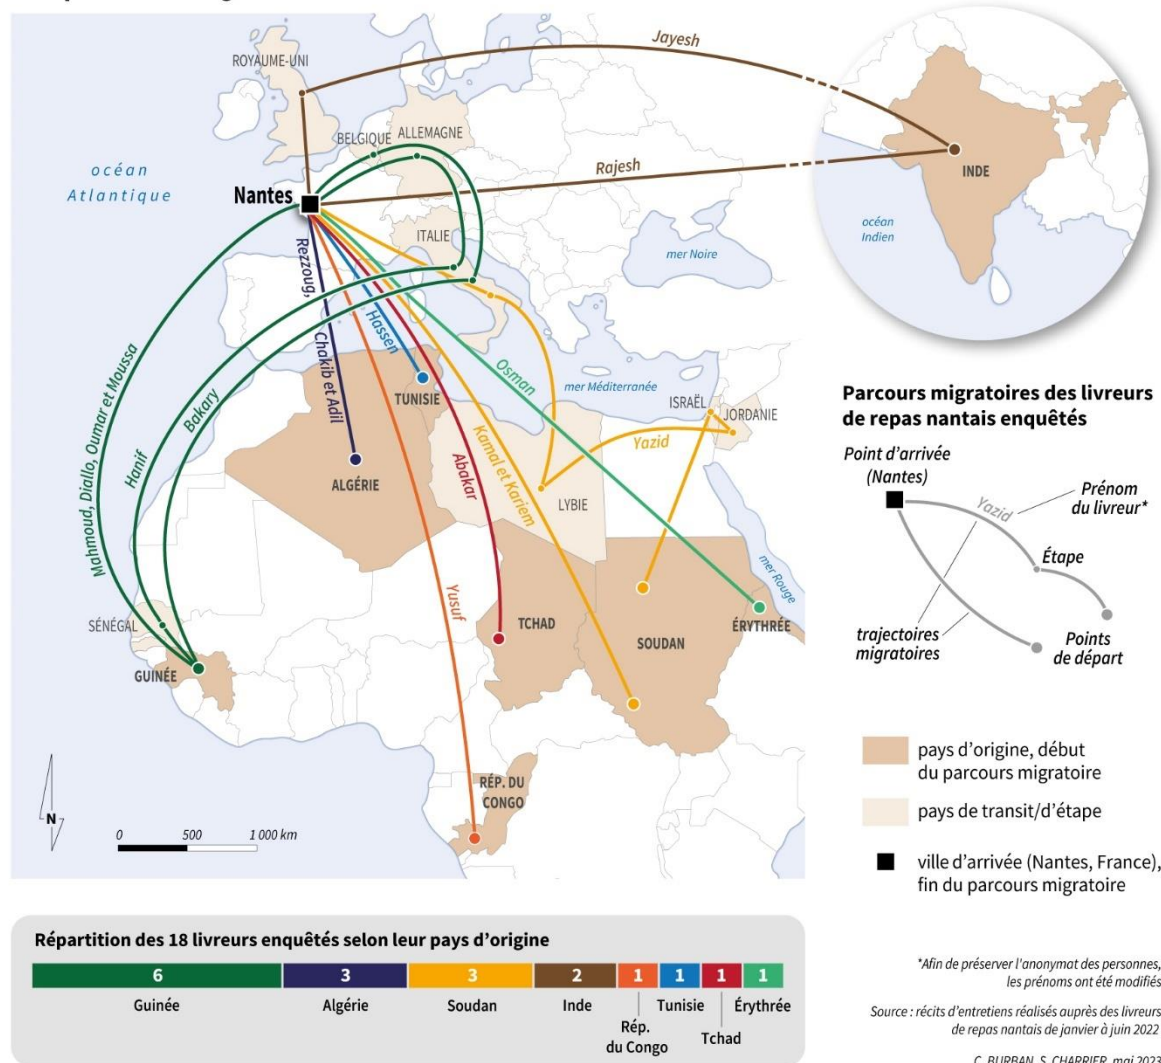 ROYAUME-UNI
Jayesh
BELGIQUE
ALLEMAGNE
océan
Atlantique
Nantes
Rajesh
INDE
ITALIE
océan
Indien
mer Noire
Rezzoug,
Chakib et Adil
Hassen
Osman
mer Méditerranée
Mahmoud, Diallo, Oumar et Moussa
Hanif
Bakary
TUNISIE
ISRAËL
JORDANIE
Yazid
Kamal et Kariem
Abakar
ALGÉRIE
LYBIE
Yusuf
mer Rouge
SÉNÉGAL
GUINÉE
TCHAD
SOUDAN
ÉRYTHRÉE
RÉP. DU
CONGO
N
0 500 1 000 km
Parcours migratoires des livreurs
de repas nantais enquêtés
Point d'arrivée
(Nantes)
Yazid
Prénom
du livreur*
Étape
trajectoires
migratoires
Points
de départ
pays d'origine, début
du parcours migratoire
pays de transit/d'étape
ville d'arrivée (Nantes, France),
fin du parcours migratoire
Répartition des 18 livreurs enquêtés selon leur pays d'origine
6 3 3 2 1 1 1 1
Guinée Algérie Soudan Inde Rép. du Congo Tunisie Tchad Érythrée
*Afin de préserver l'anonymat des personnes,
les prénoms ont été modifiés
Source : récits d'entretiens réalisés auprès des livreurs
de repas nantais de janvier à juin 2022
C. BURBAN, S. CHARRIER, mai 2023